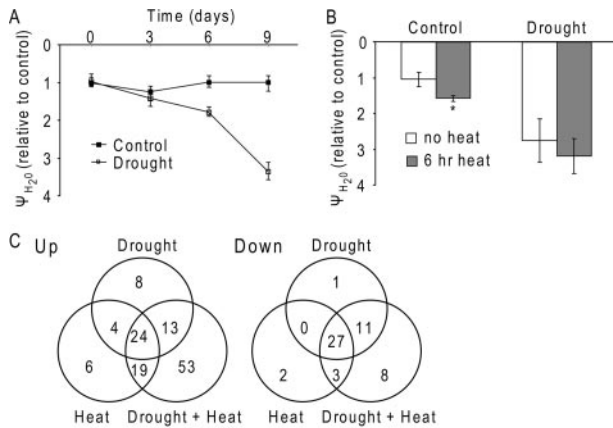 A
Time (days)
0 3 6 9
0
1
2
3
4
Ψ H₂0 (relative to control)
Control
Drought
B
Control Drought
0
1
2
3
4
Ψ H₂0 (relative to control)
*
no heat
6 hr heat
C
Up
Drought
8
4
24
13
6
19
53
Heat
Drought + Heat
Down
Drought
1
0
27
11
2
3
8
Heat
Drought + Heat